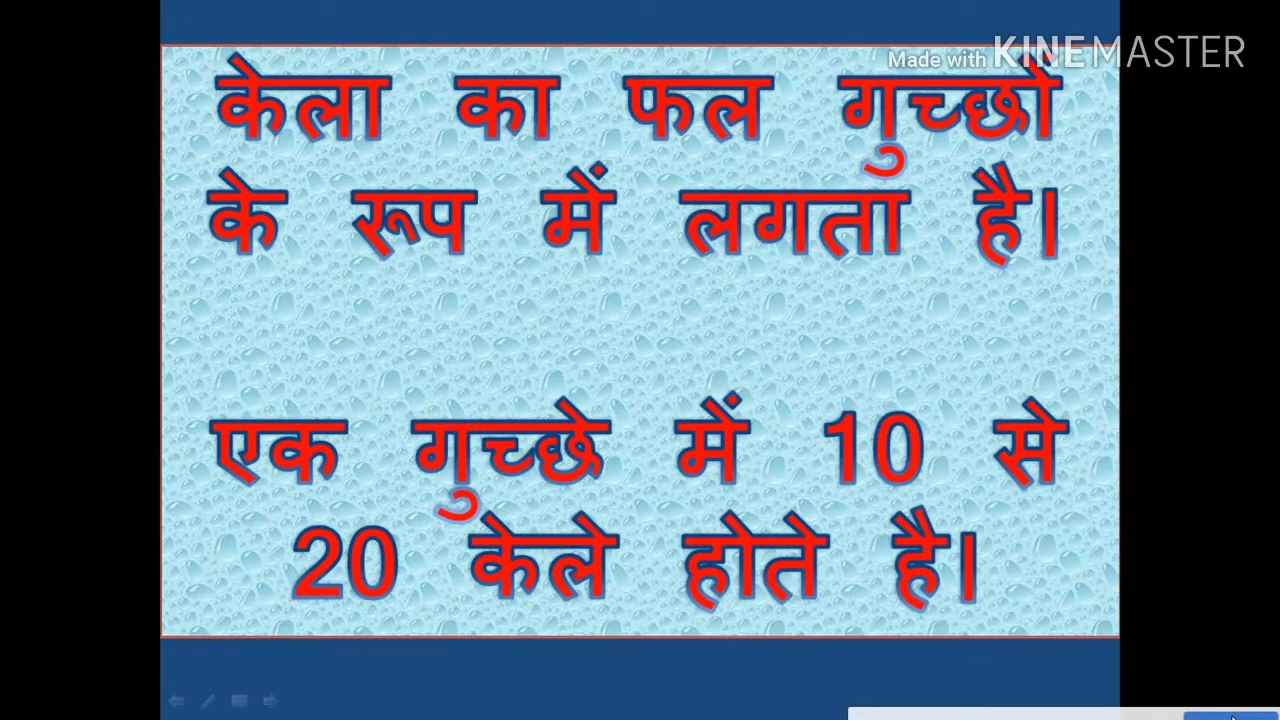 Made with KINEMASTER
केला का फल गुच्छो
के रूप में लगता है।
एक गुच्छे में 10 से
20 केले होते है।